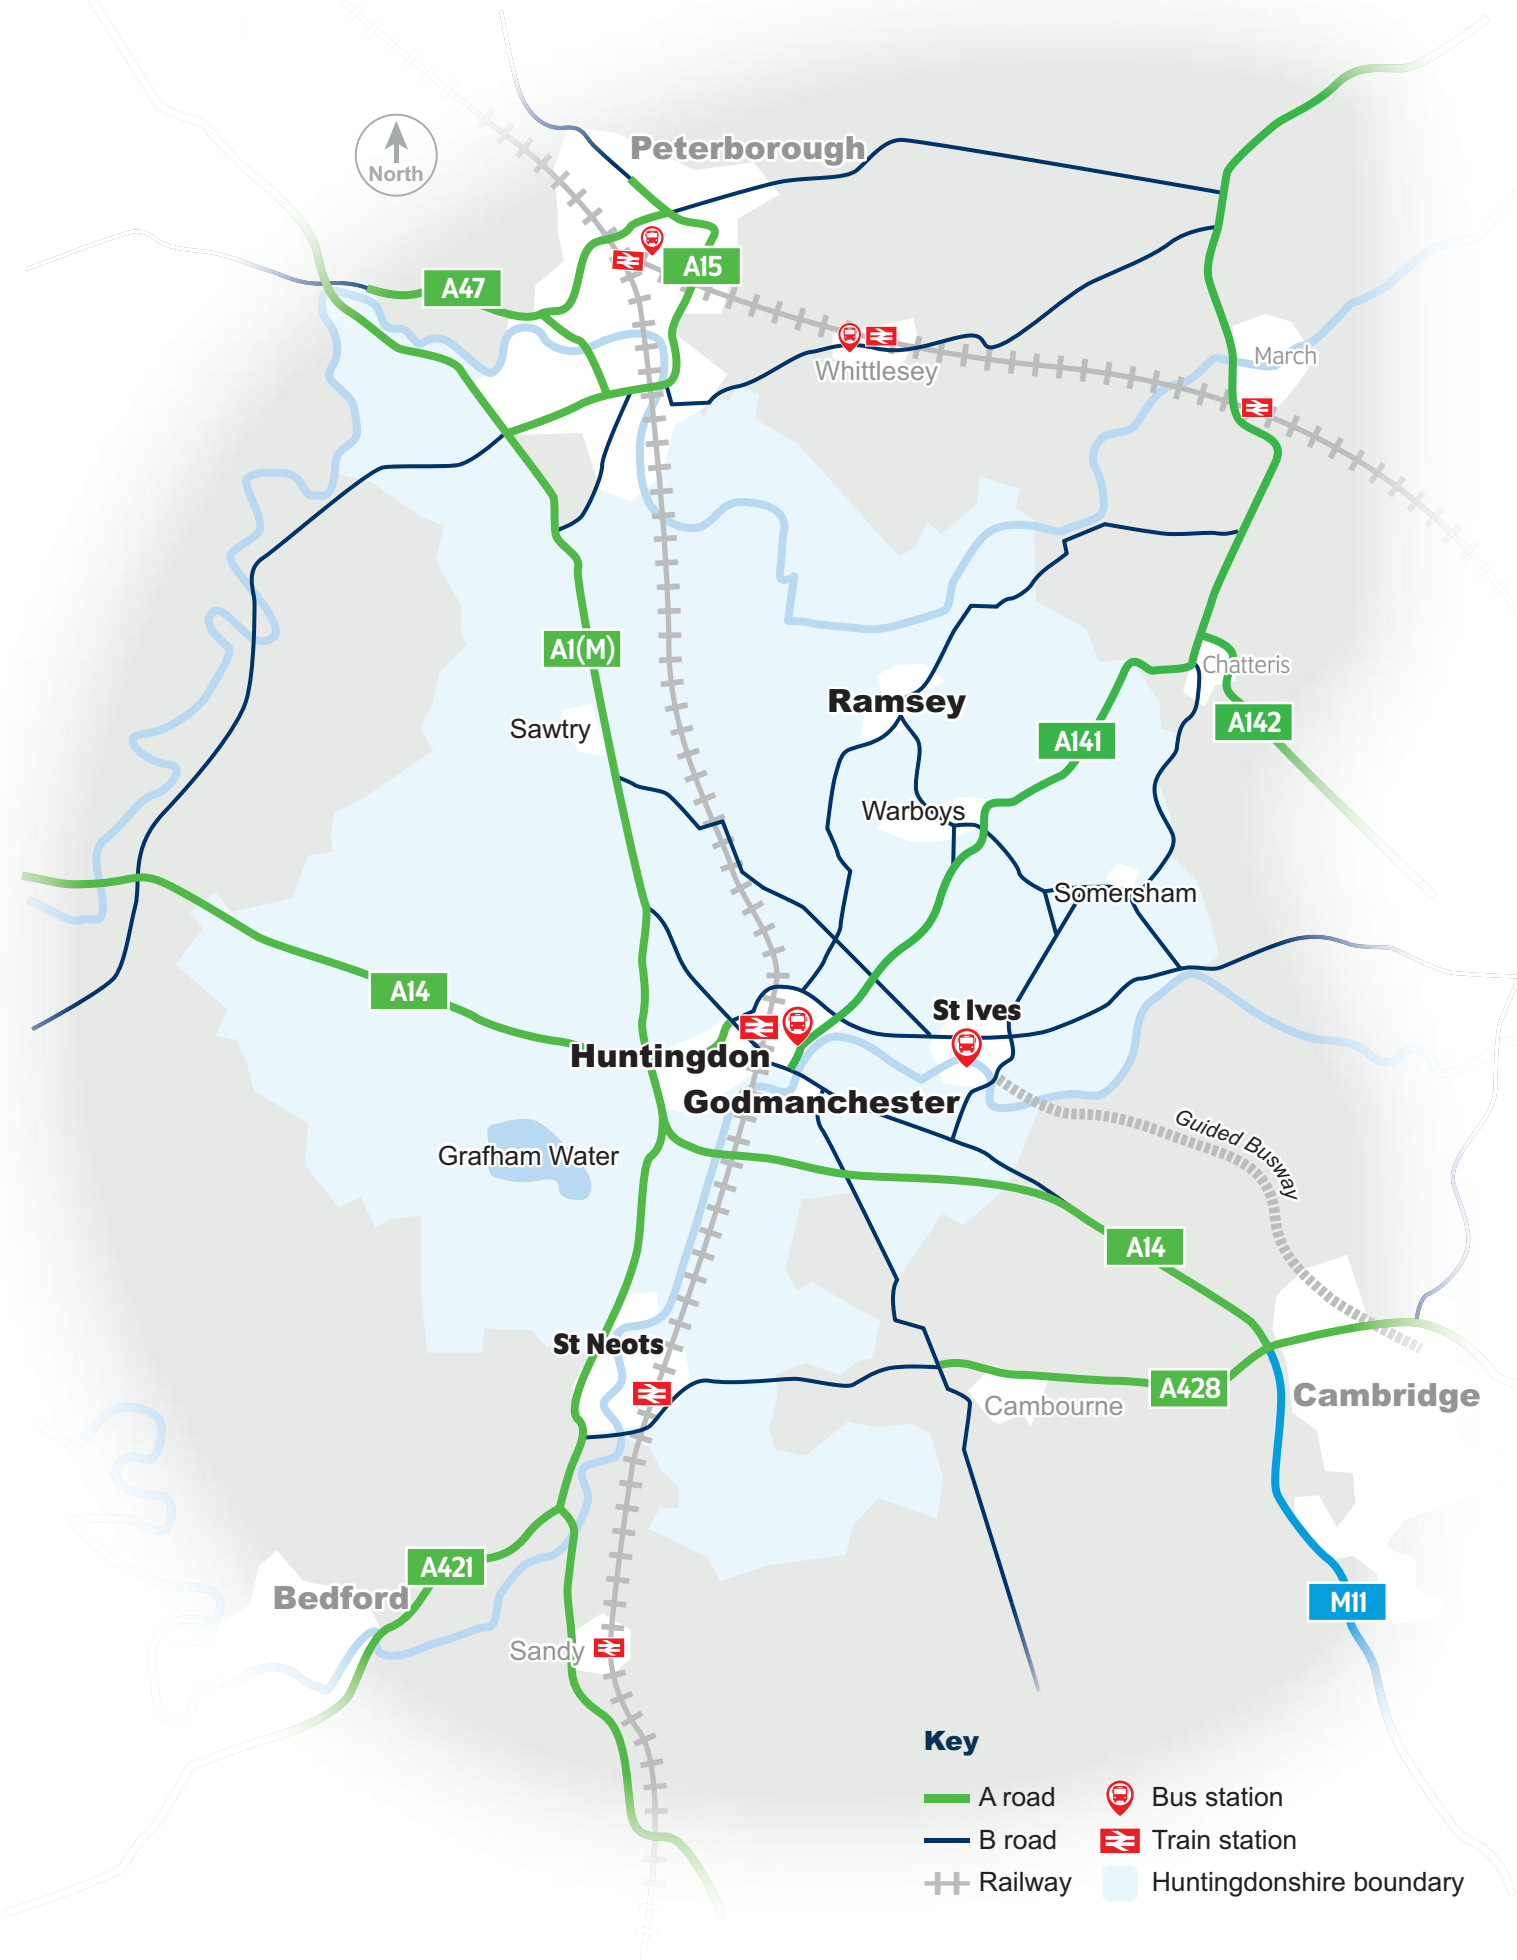 North
Peterborough
A15
A47
Whittlesey
March
A1(M)
Chatteris
Ramsey
A142
Sawtry
A141
Warboys
Somersham
A14
St Ives
Huntingdon
Godmanchester
Guided Busway
Grafham Water
A14
St Neots
A428
Cambridge
Cambourne
A421
Bedford
M11
Sandy
Key
A road
Bus station
B road
Train station
Railway
Huntingdonshire boundary